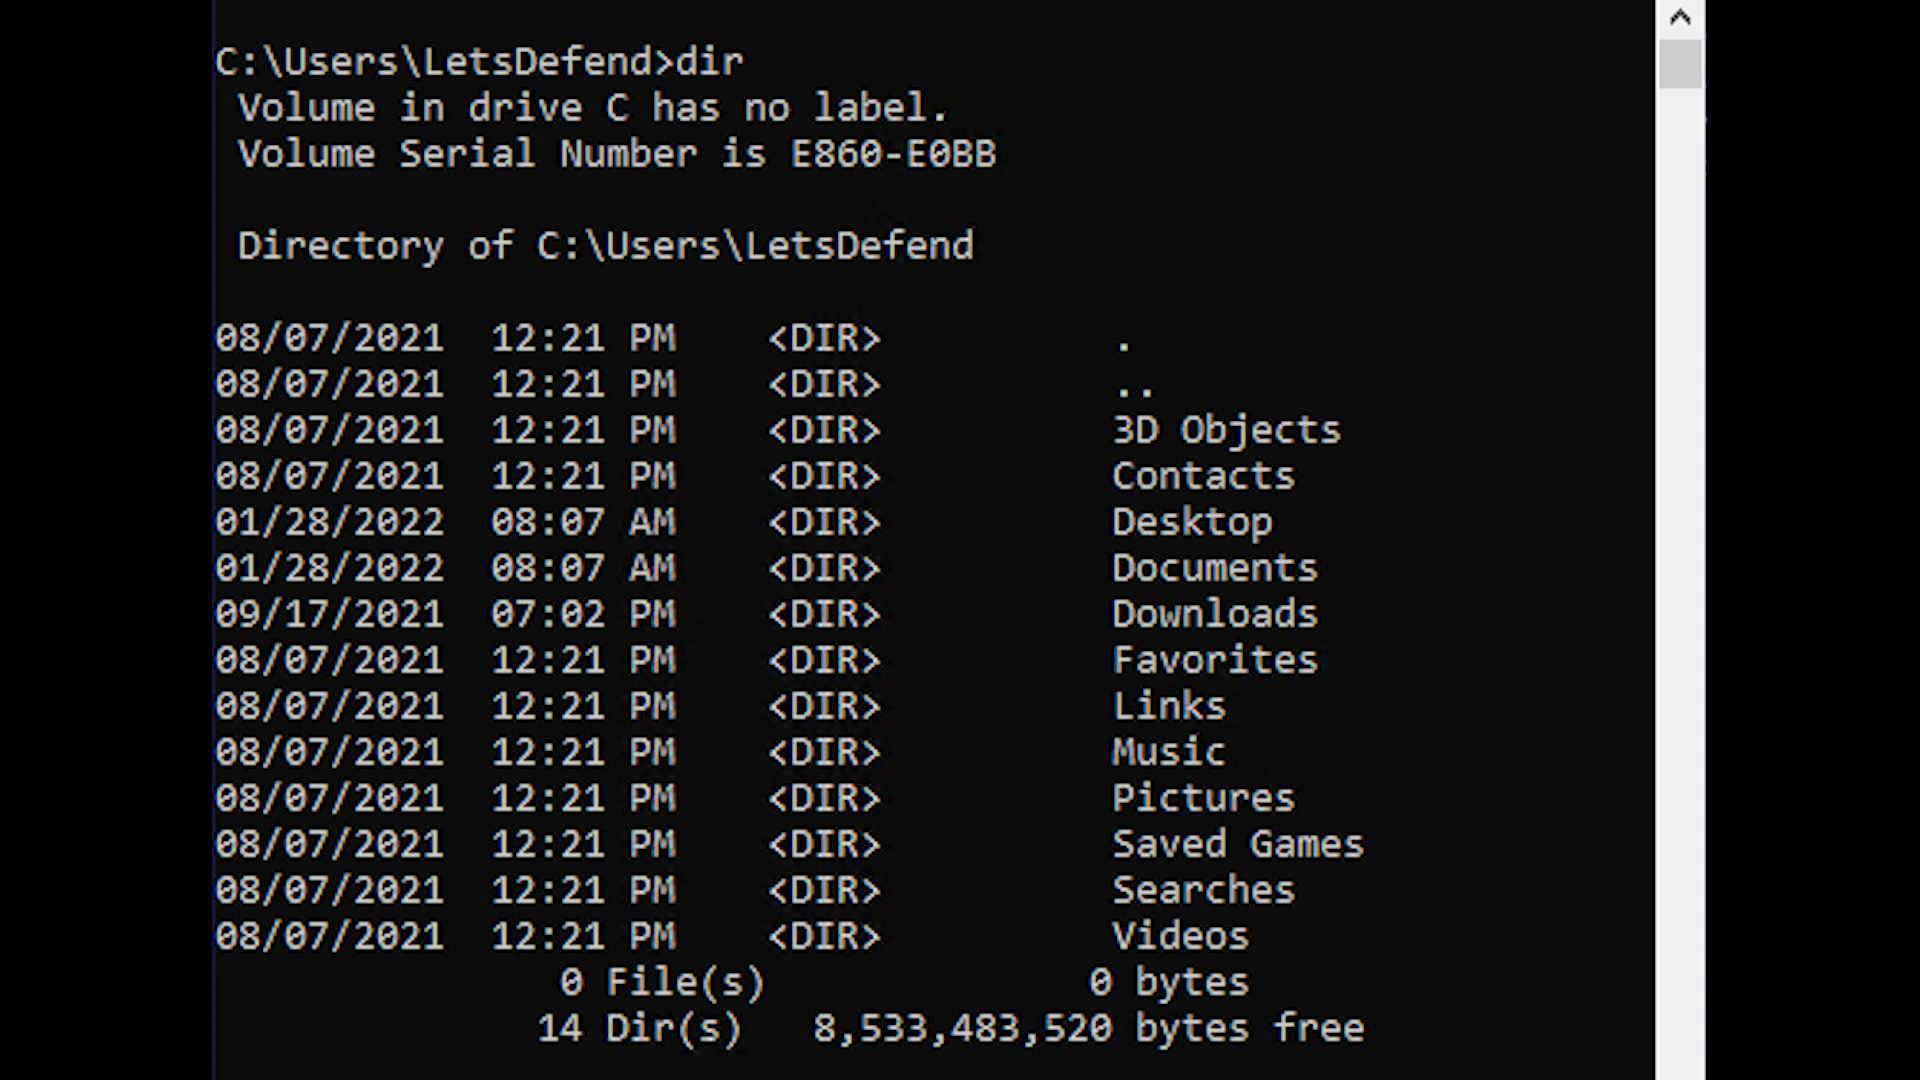 C:\Users\LetsDefend>dir
 Volume in drive C has no label.
 Volume Serial Number is E860-E0BB

 Directory of C:\Users\LetsDefend

08/07/2021  12:21 PM    <DIR>          .
08/07/2021  12:21 PM    <DIR>          ..
08/07/2021  12:21 PM    <DIR>          3D Objects
08/07/2021  12:21 PM    <DIR>          Contacts
01/28/2022  08:07 AM    <DIR>          Desktop
01/28/2022  08:07 AM    <DIR>          Documents
09/17/2021  07:02 PM    <DIR>          Downloads
08/07/2021  12:21 PM    <DIR>          Favorites
08/07/2021  12:21 PM    <DIR>          Links
08/07/2021  12:21 PM    <DIR>          Music
08/07/2021  12:21 PM    <DIR>          Pictures
08/07/2021  12:21 PM    <DIR>          Saved Games
08/07/2021  12:21 PM    <DIR>          Searches
08/07/2021  12:21 PM    <DIR>          Videos
               0 File(s)              0 bytes
              14 Dir(s)   8,533,483,520 bytes free